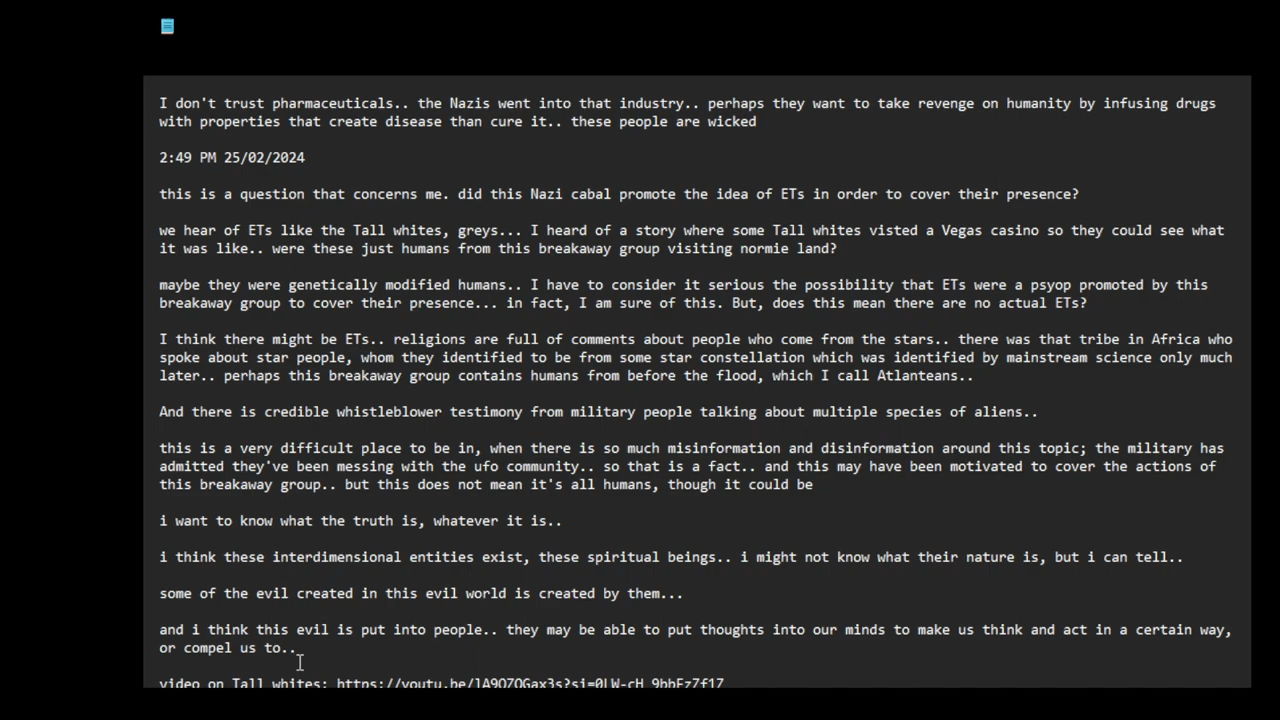 I don't trust pharmaceuticals.. the Nazis went into that industry.. perhaps they want to take revenge on humanity by infusing drugs
with properties that create disease than cure it.. these people are wicked
2:49 PM 25/02/2024
this is a question that concerns me. did this Nazi cabal promote the idea of ETs in order to cover their presence?
we hear of ETs like the Tall whites, greys... I heard of a story where some Tall whites visted a Vegas casino so they could see what
it was like.. were these just humans from this breakaway group visiting normie land?
maybe they were genetically modified humans.. I have to consider it serious the possibility that ETs were a psyop promoted by this
breakaway group to cover their presence... in fact, I am sure of this. But, does this mean there are no actual ETs?
I think there might be ETs.. religions are full of comments about people who come from the stars.. there was that tribe in Africa who
spoke about star people, whom they identified to be from some star constellation which was identified by mainstream science only much
later.. perhaps this breakaway group contains humans from before the flood, which I call Atlanteans..
And there is credible whistleblower testimony from military people talking about multiple species of aliens..
this is a very difficult place to be in, when there is so much misinformation and disinformation around this topic; the military has
admitted they've been messing with the ufo community.. so that is a fact.. and this may have been motivated to cover the actions of
this breakaway group.. but this does not mean it's all humans, though it could be
i want to know what the truth is, whatever it is..
i think these interdimensional entities exist, these spiritual beings.. i might not know what their nature is, but i can tell..
some of the evil created in this evil world is created by them...
and i think this evil is put into people.. they may be able to put thoughts into our minds to make us think and act in a certain way,
or compel us to..
video on Tall whites: